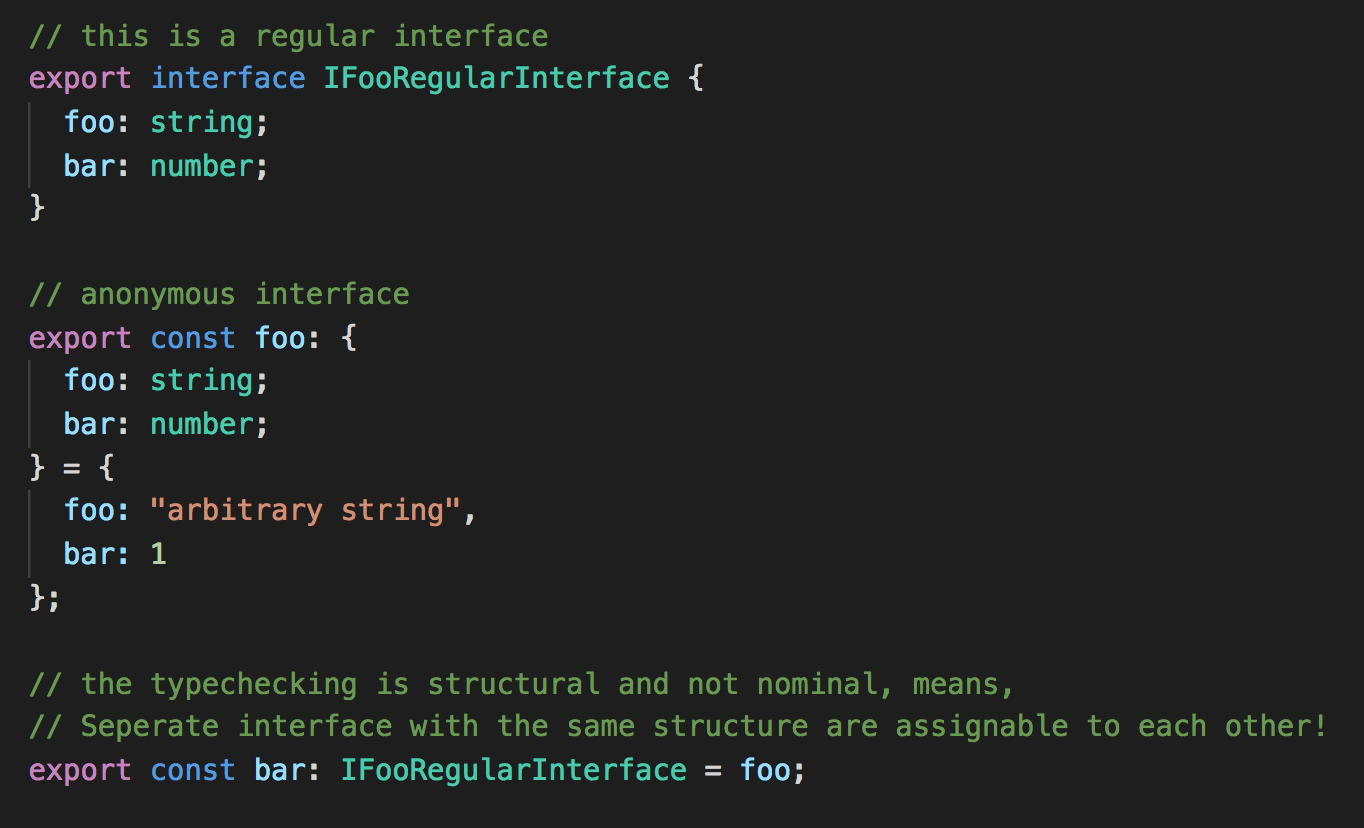 // this is a regular interface
export interface IFooRegularInterface {
  foo: string;
  bar: number;
}
// anonymous interface
export const foo: {
  foo: string;
  bar: number;
} = {
  foo: "arbitrary string",
  bar: 1
};
// the typechecking is structural and not nominal, means,
// Seperate interface with the same structure are assignable to each other!
export const bar: IFooRegularInterface = foo;